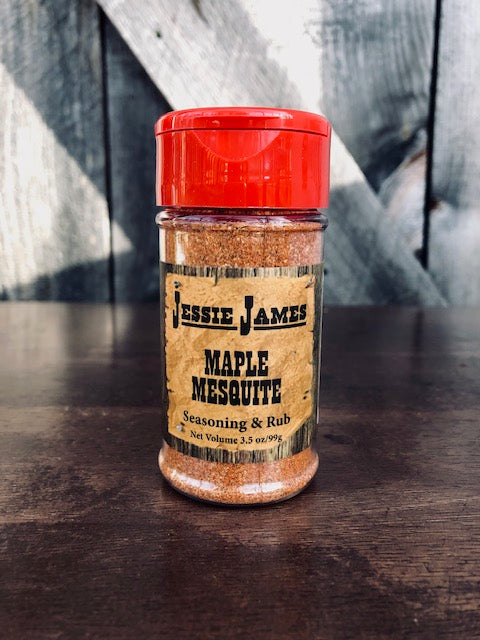 JESSIE JAMES
MAPLE
MESQUITE
Seasoning & Rub
Net Volume 3.5 oz/99g